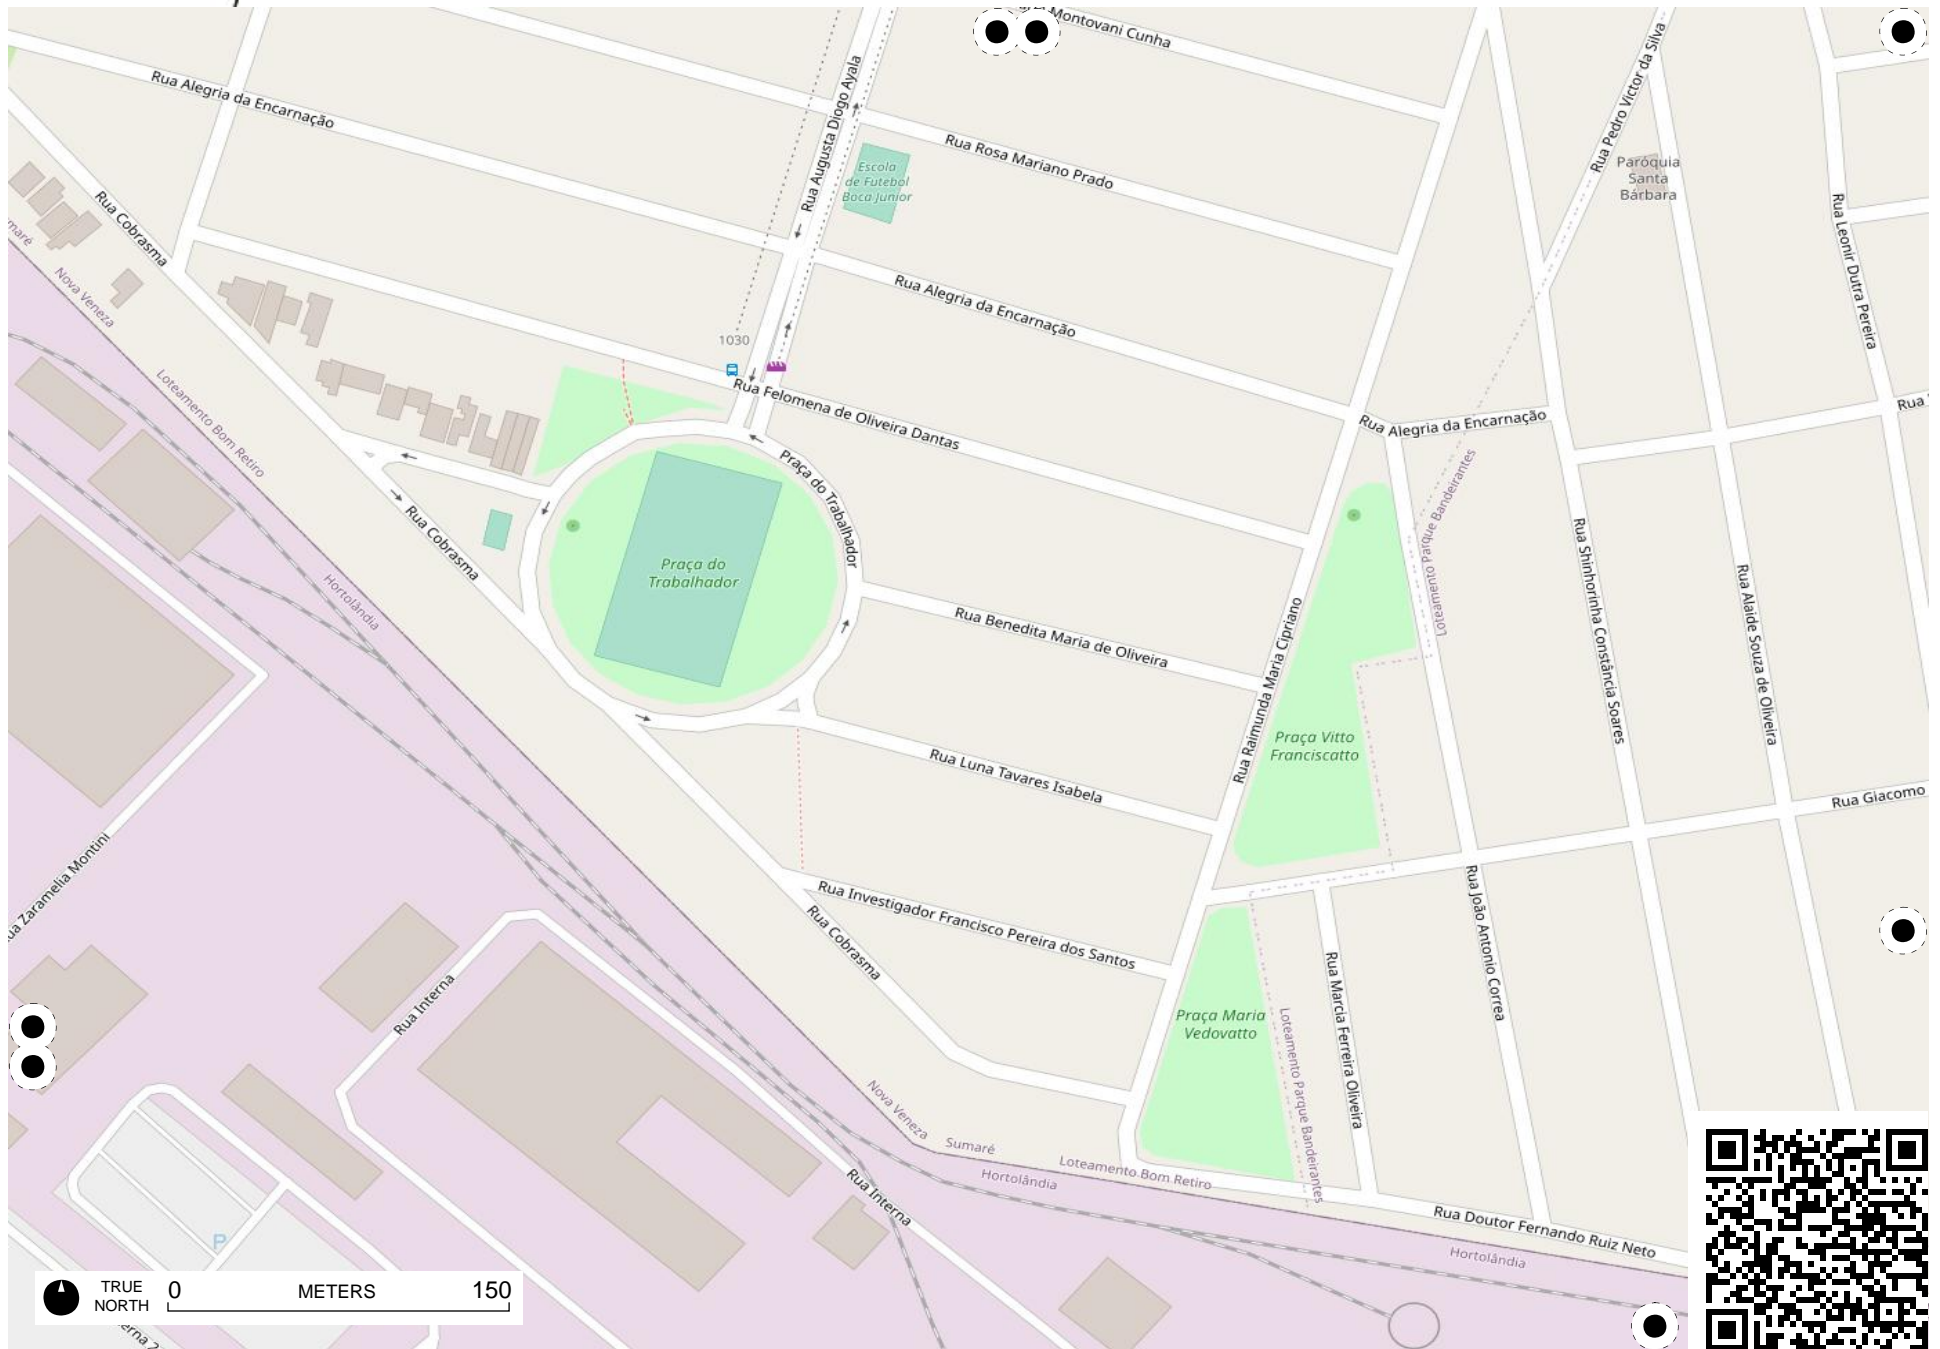 Montovani Cunha
Rua Pedro Victor da Silva
Rua Alegria da Encarnação
Rua Augusta Diogo Ayala
Rua Rosa Mariano Prado
Escola
de Futebol
Boca Junior
Paróquia
Santa
Bárbara
Rua Cobrasma
Rua Leonir Dutra Pereira
Sumaré
Nova Veneza
Rua Alegria da Encarnação
1030
Loteamento Bom Retiro
Rua Felomena de Oliveira Dantas
Rua Alegria da Encarnação
Rua
Praça do Trabalhador
Loteamento Parque Bandeirantes
Rua Cobrasma
Praça do
Trabalhador
Hortolândia
Rua Shinhorinha Constância Soares
Rua Alaide Souza de Oliveira
Rua Benedita Maria de Oliveira
Rua Raimunda Maria Cipriano
Praça Vitto
Franciscatto
Rua Luna Tavares Isabela
Rua Giacomo
Rua Zaramelia Montini
Rua Investigador Francisco Pereira dos Santos
Rua Cobrasma
Rua João Antonio Correa
Rua Interna
Rua Marcia Ferreira Oliveira
Praça Maria
Vedovatto
Loteamento Parque Bandeirantes
Nova Veneza
Sumaré
Loteamento Bom Retiro
Hortolândia
Rua Interna
Rua Doutor Fernando Ruiz Neto
Hortolândia
P
TRUE
NORTH
0 METERS 150
erna 2